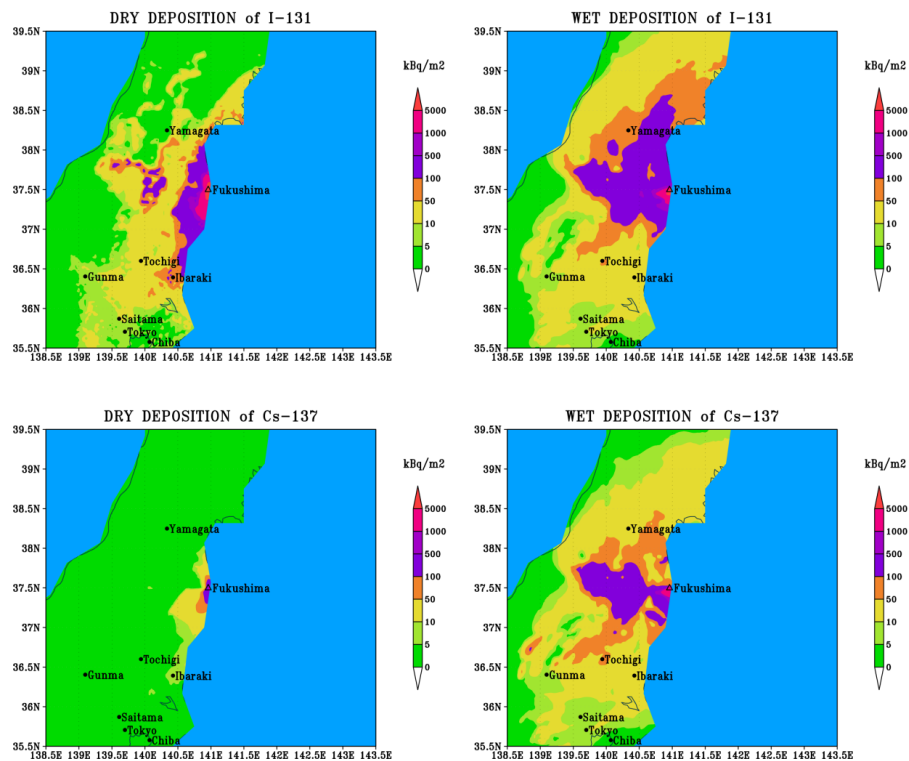 DRY DEPOSITION of I-131
39.5N
39N
38.5N
38N
37.5N
37N
36.5N
36N
35.5N
138.5E 139E 139.5E 140E 140.5E 141E 141.5E 142E 142.5E 143E 143.5E
Yamagata
Fukushima
Tochigi
Gunma
Ibaraki
Saitama
Tokyo
Chiba
kBq/m2
5000
1000
500
100
50
10
5
0
WET DEPOSITION of I-131
39.5N
39N
38.5N
38N
37.5N
37N
36.5N
36N
35.5N
138.5E 139E 139.5E 140E 140.5E 141E 141.5E 142E 142.5E 143E 143.5E
Yamagata
Fukushima
Tochigi
Gunma
Ibaraki
Saitama
Tokyo
Chiba
kBq/m2
5000
1000
500
100
50
10
5
0
DRY DEPOSITION of Cs-137
39.5N
39N
38.5N
38N
37.5N
37N
36.5N
36N
35.5N
138.5E 139E 139.5E 140E 140.5E 141E 141.5E 142E 142.5E 143E 143.5E
Yamagata
Fukushima
Tochigi
Gunma
Ibaraki
Saitama
Tokyo
Chiba
kBq/m2
5000
1000
500
100
50
10
5
0
WET DEPOSITION of Cs-137
39.5N
39N
38.5N
38N
37.5N
37N
36.5N
36N
35.5N
138.5E 139E 139.5E 140E 140.5E 141E 141.5E 142E 142.5E 143E 143.5E
Yamagata
Fukushima
Tochigi
Gunma
Ibaraki
Saitama
Tokyo
Chiba
kBq/m2
5000
1000
500
100
50
10
5
0